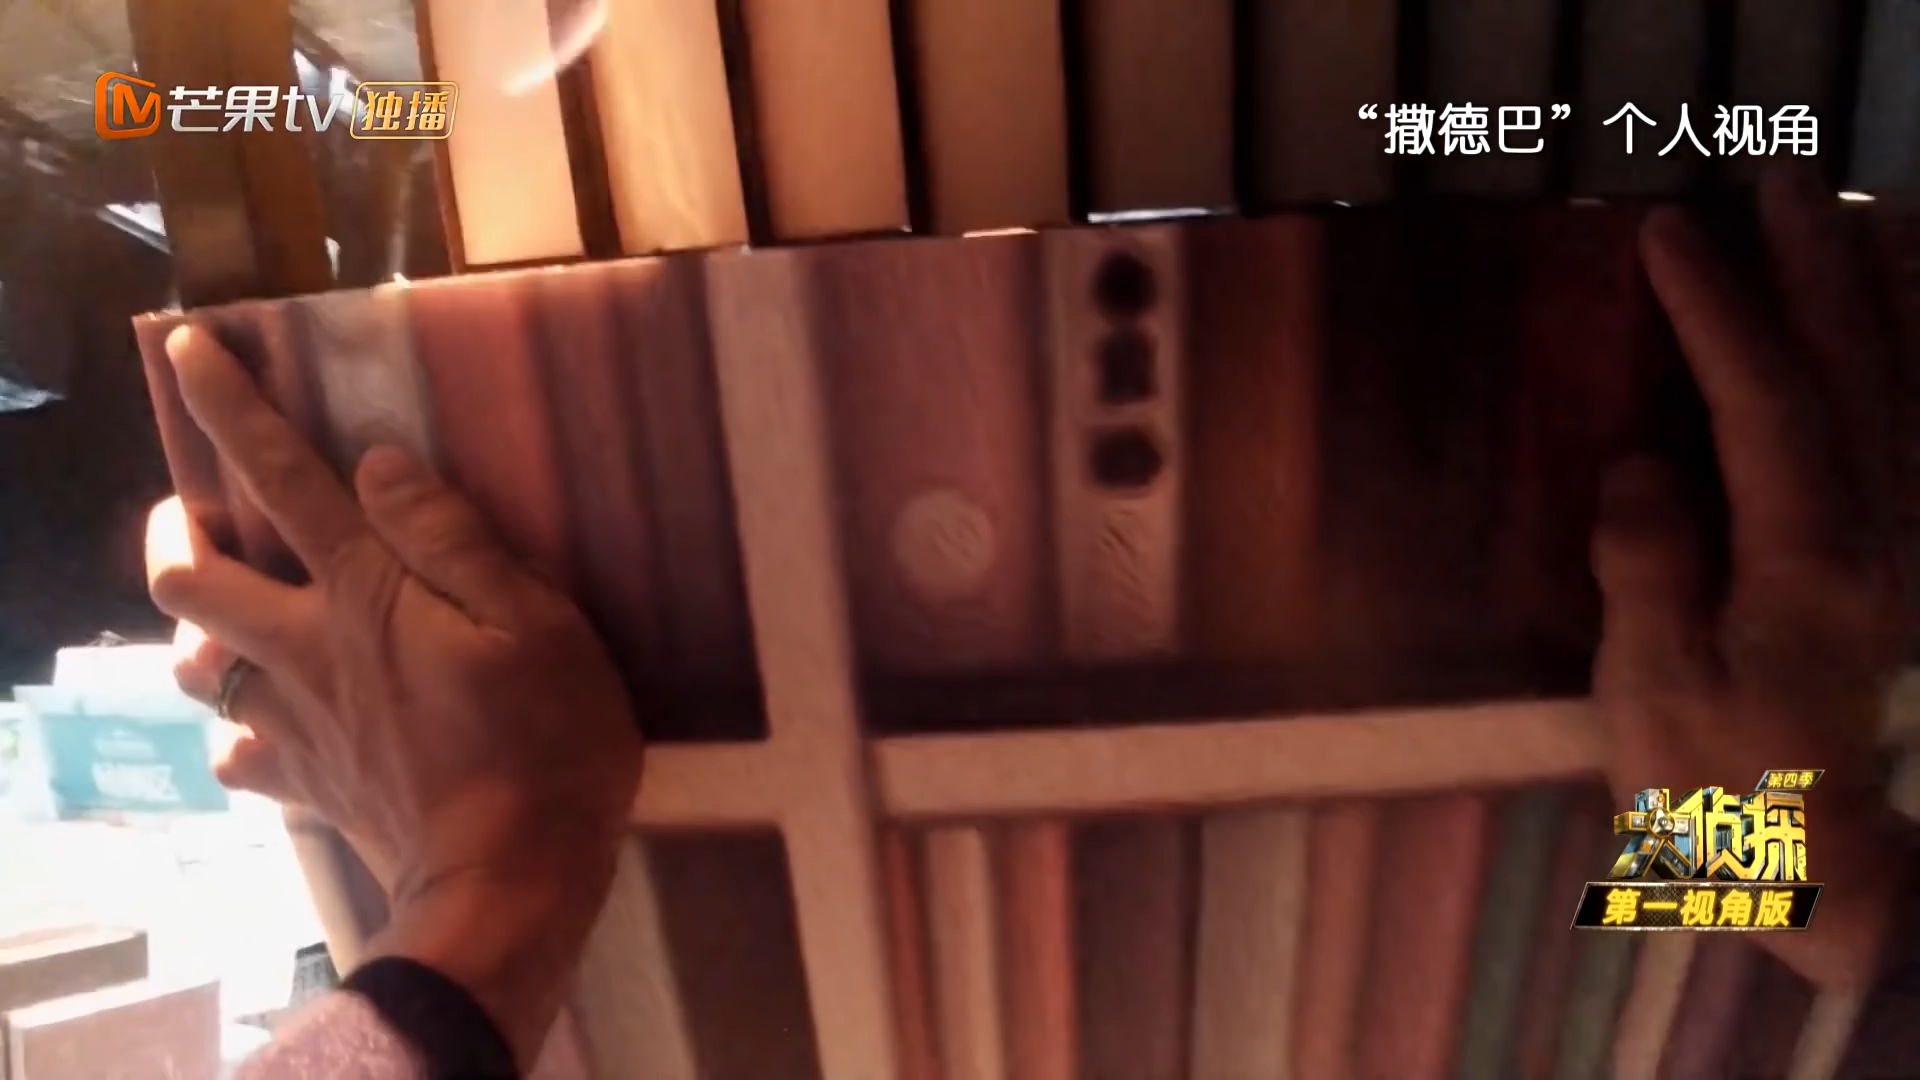 芒果tv 独播
“撒德巴”个人视角
第四季
大侦探
第一视角版